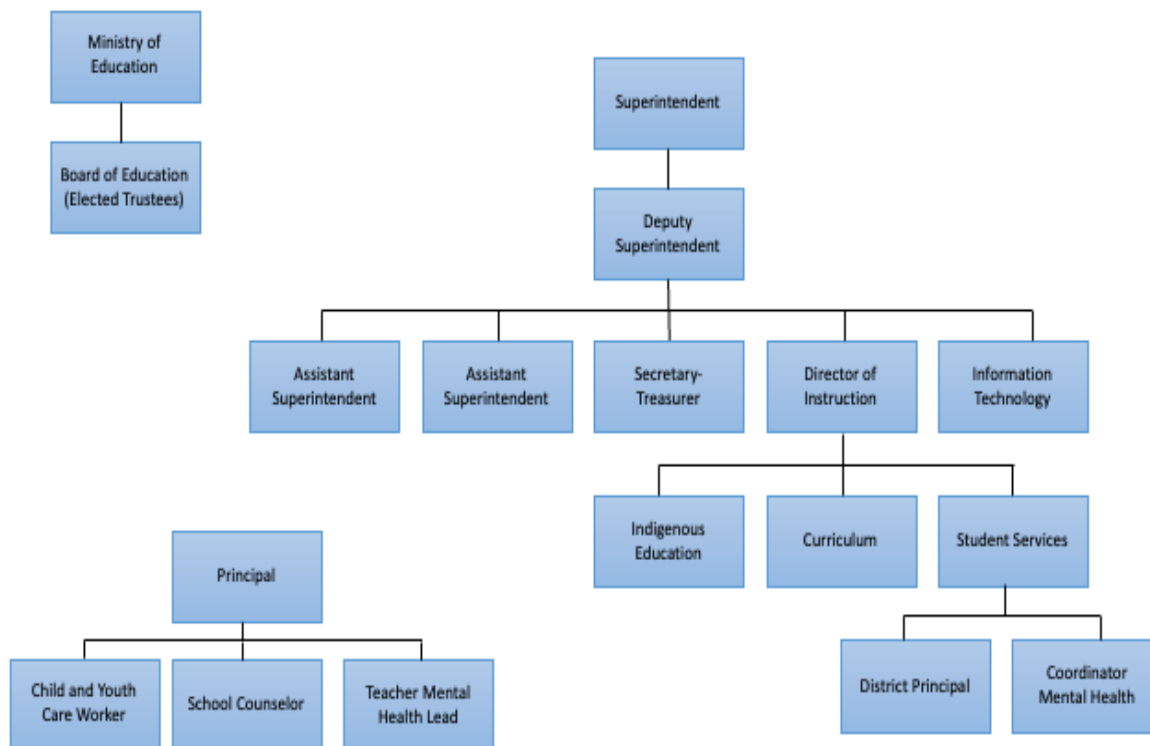 Ministry of
Education
Board of Education
(Elected Trustees)
Superintendent
Deputy
Superintendent
Assistant
Superintendent
Assistant
Superintendent
Secretary-
Treasurer
Director of
Instruction
Information
Technology
Indigenous
Education
Curriculum
Student Services
District Principal
Coordinator
Mental Health
Principal
Child and Youth
Care Worker
School Counselor
Teacher Mental
Health Lead